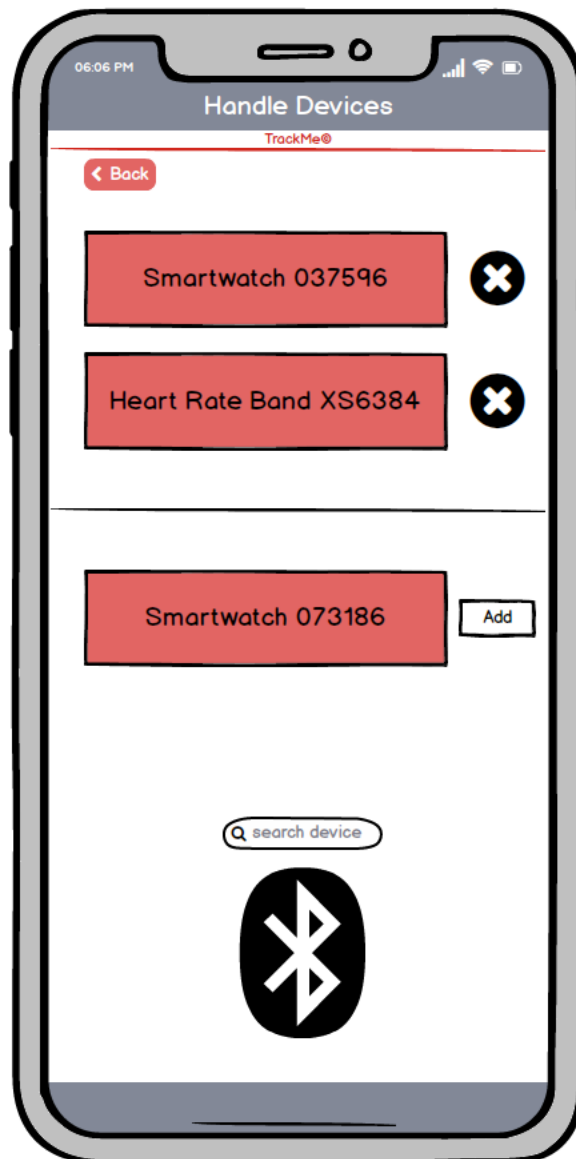 06:06 PM
Handle Devices
TrackMe©
Back
Smartwatch 037596
Heart Rate Band XS6384
Smartwatch 073186
Add
search device